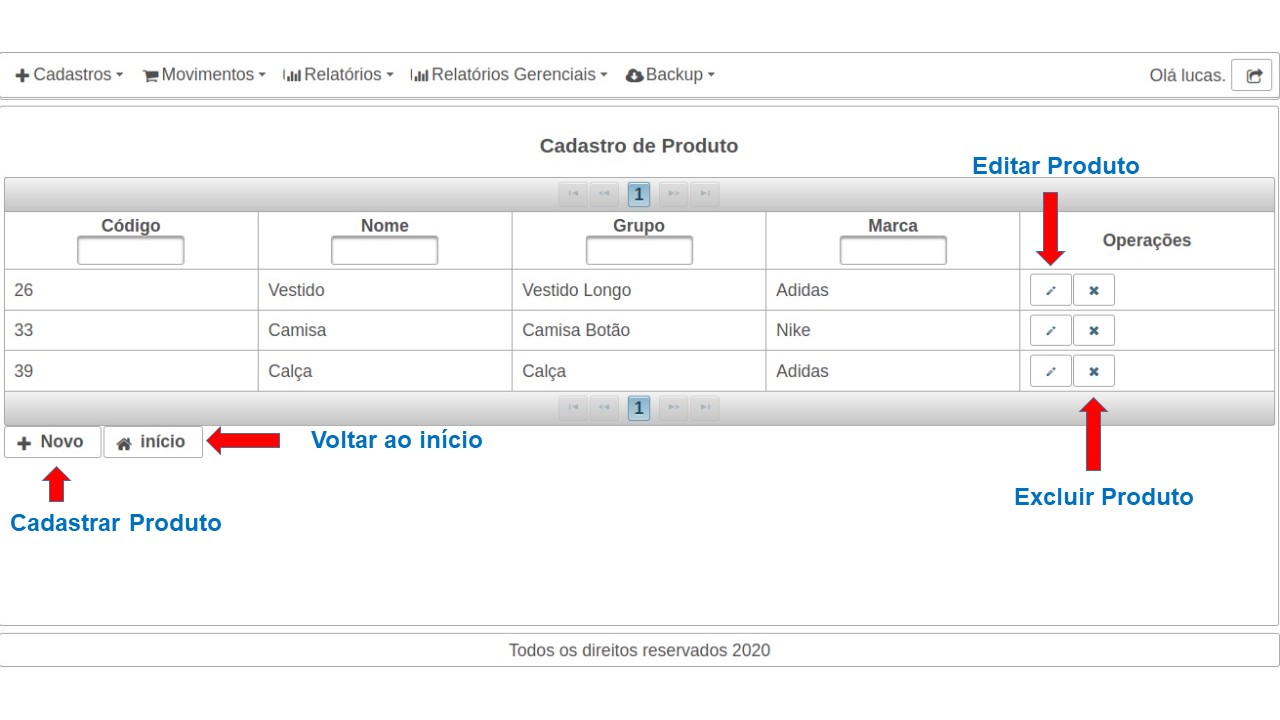 Cadastros Movimentos Relatórios Relatórios Gerenciais Backup Olá lucas.
Cadastro de Produto
Editar Produto
1
Código Nome Grupo Marca Operações
26 Vestido Vestido Longo Adidas
33 Camisa Camisa Botão Nike
39 Calça Calça Adidas
1
Novo início Voltar ao início
Excluir Produto
Cadastrar Produto
Todos os direitos reservados 2020